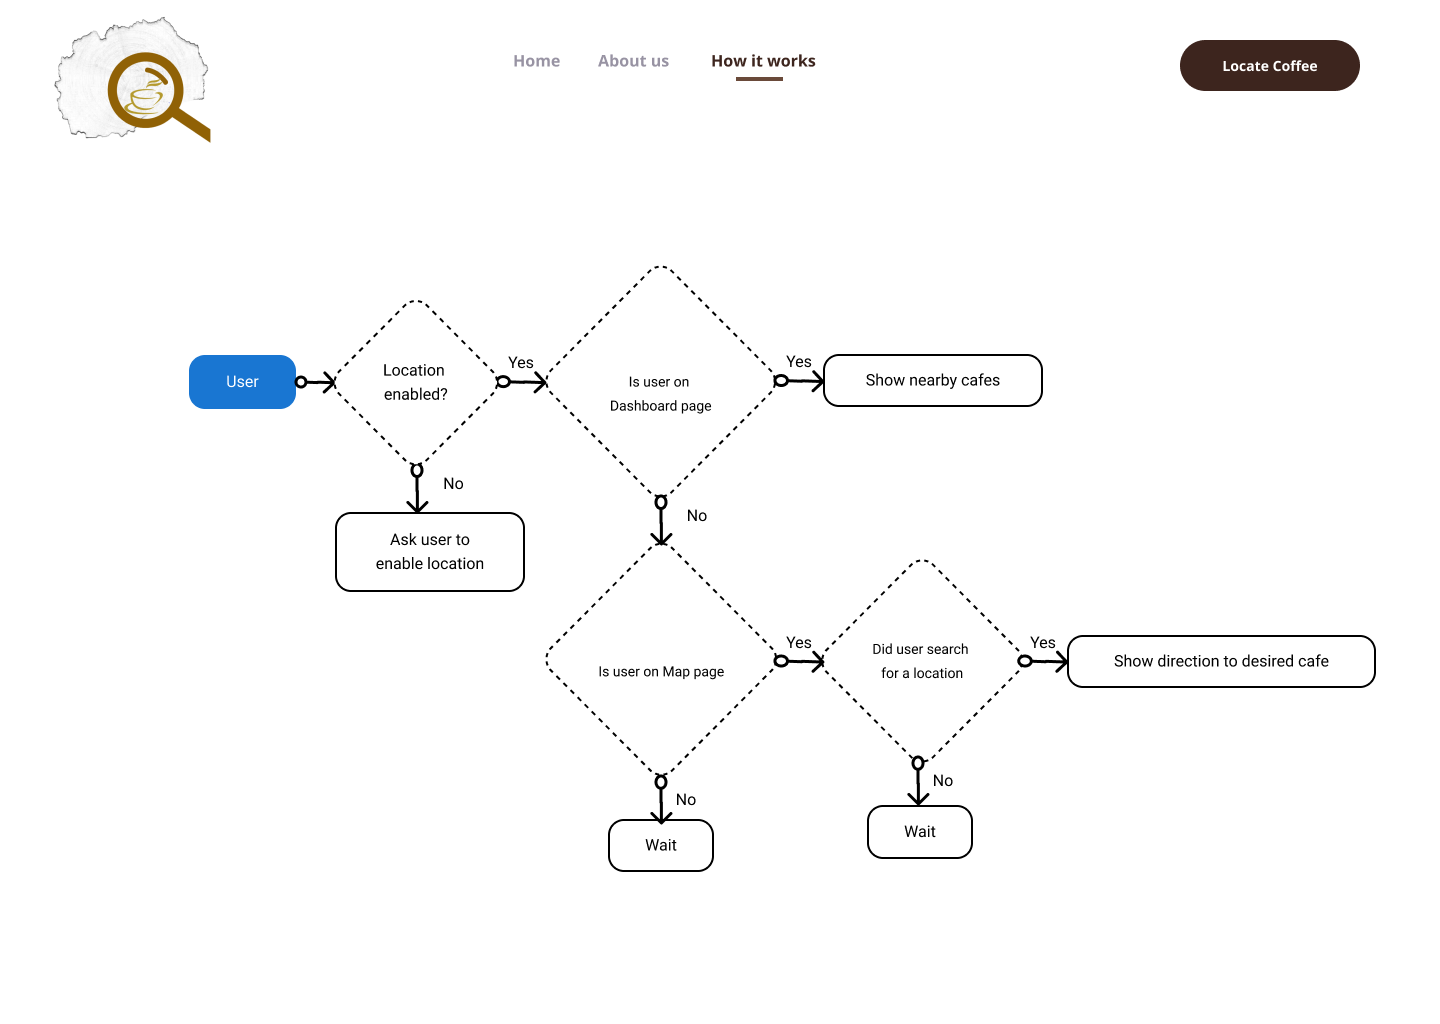 Home
About us
How it works
Locate Coffee
User
Location
enabled?
Yes
Is user on
Dashboard page
Yes
Show nearby cafes
No
Ask user to
enable location
No
Is user on Map page
Yes
Did user search
for a location
Yes
Show direction to desired cafe
No
Wait
No
Wait